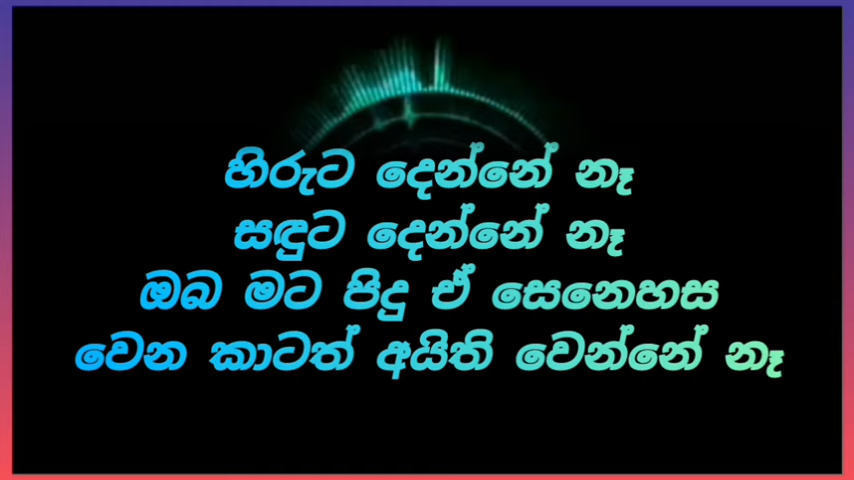 හිරුට දෙන්නේ නෑ
සඳුට දෙන්නේ නෑ
ඔබ මට පිදු ඒ සෙනෙහස
වෙන කාටත් අයිති වෙන්නේ නෑ